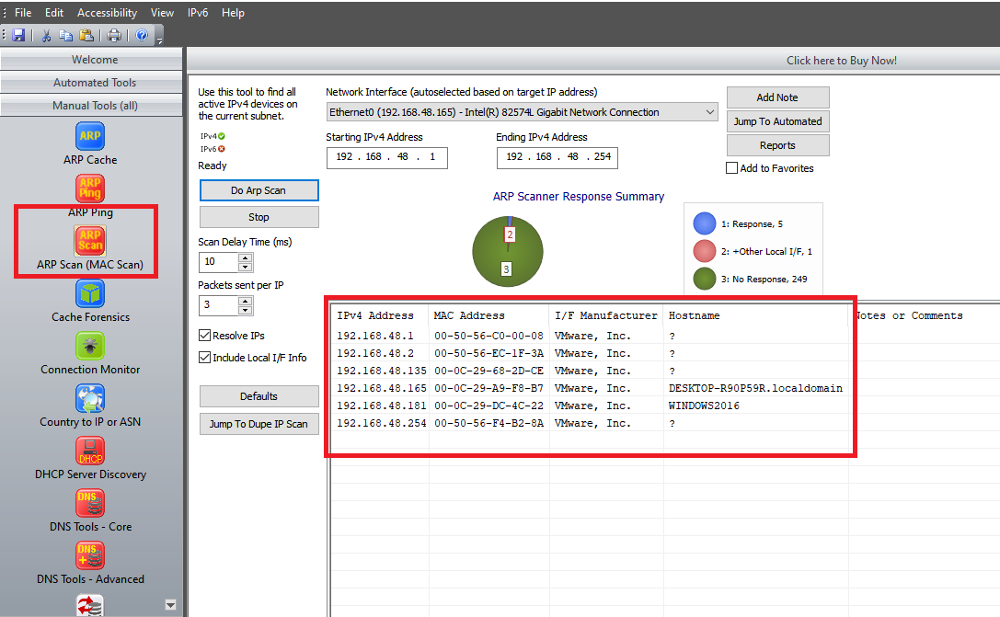 File Edit Accessibility View IPv6 Help
Welcome
Automated Tools
Manual Tools (all)
ARP
ARP Cache
ARP Ping
ARP Ping
ARP Scan
ARP Scan (MAC Scan)
Cache Forensics
Connection Monitor
Country to IP or ASN
DHCP
DHCP Server Discovery
DNS
DNS Tools - Core
DNS +
DNS Tools - Advanced
Click here to Buy Now!
Use this tool to find all
active IPv4 devices on
the current subnet.
IPv4
IPv6
Ready
Do Arp Scan
Stop
Scan Delay Time (ms)
10
Packets sent per IP
3
Resolve IPs
Include Local I/F Info
Defaults
Jump To Dupe IP Scan
Network Interface (autoselected based on target IP address)
Ethernet0 (192.168.48.165) - Intel(R) 82574L Gigabit Network Connection
Starting IPv4 Address Ending IPv4 Address
192 . 168 . 48 . 1 192 . 168 . 48 . 254
Add Note
Jump To Automated
Reports
Add to Favorites
ARP Scanner Response Summary
2
3
1: Response, 5
2: +Other Local I/F, 1
3: No Response, 249
IPv4 Address MAC Address I/F Manufacturer Hostname Notes or Comments
192.168.48.1 00-50-56-C0-00-08 VMware, Inc. ?
192.168.48.2 00-50-56-EC-1F-3A VMware, Inc. ?
192.168.48.135 00-0C-29-68-2D-CE VMware, Inc. ?
192.168.48.165 00-0C-29-A9-F8-B7 VMware, Inc. DESKTOP-R90P59R.localdomain
192.168.48.181 00-0C-29-DC-4C-22 VMware, Inc. WINDOWS2016
192.168.48.254 00-50-56-F4-B2-8A VMware, Inc. ?